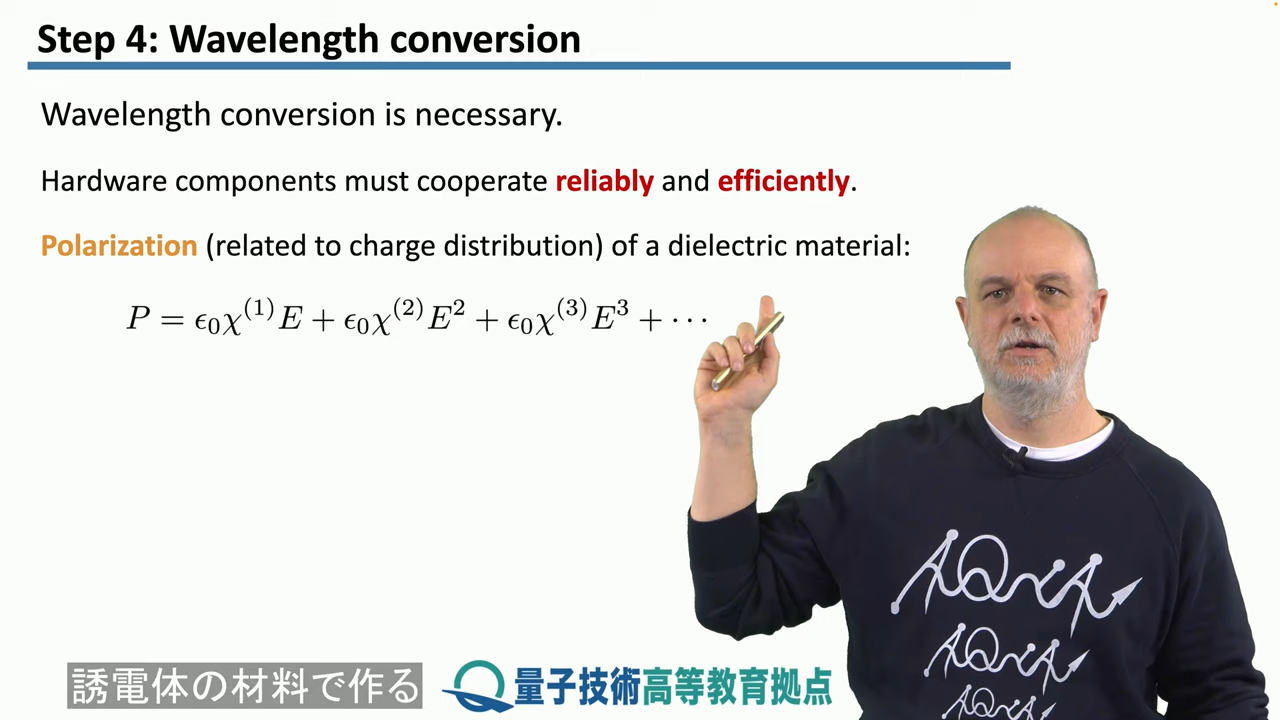 Step 4: Wavelength conversion
Wavelength conversion is necessary.
Hardware components must cooperate reliably and efficiently.
Polarization (related to charge distribution) of a dielectric material:
P = ϵ₀χ⁽¹⁾E + ϵ₀χ⁽²⁾E² + ϵ₀χ⁽³⁾E³ + ⋯
誘電体の材料で作る
量子技術高等教育拠点